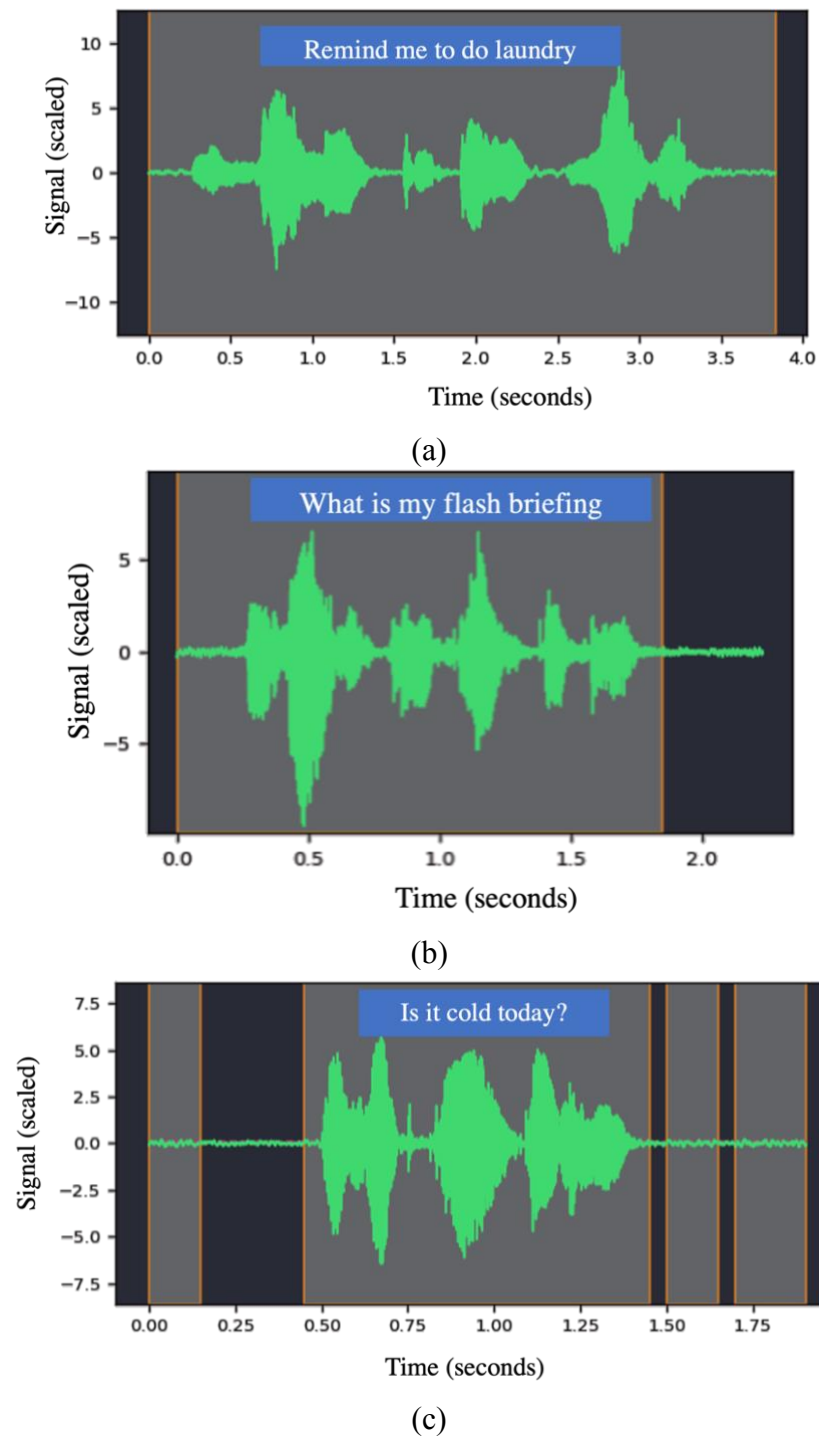 Remind me to do laundry
10
5
0
−5
−10
Signal (scaled)
0.0 0.5 1.0 1.5 2.0 2.5 3.0 3.5 4.0
Time (seconds)
(a)
What is my flash briefing
5
0
−5
Signal (scaled)
0.0 0.5 1.0 1.5 2.0
Time (seconds)
(b)
Is it cold today?
7.5
5.0
2.5
0.0
−2.5
−5.0
−7.5
Signal (scaled)
0.00 0.25 0.50 0.75 1.00 1.25 1.50 1.75
Time (seconds)
(c)